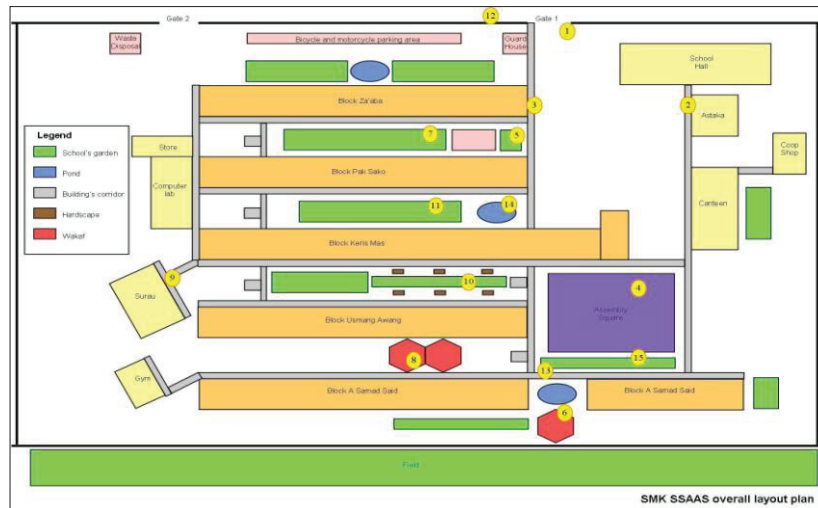 Gate 2
12
Gate 1
1
Waste
Disposal
Bicycle and motorcycle parking area
Guard
House
School
Hall
Block Za'aba
3
2
Astaka
Legend
School's garden
Pond
Building's corridor
Hardscape
Wakaf
7
5
Store
Coop
Shop
Block Pak Sako
Computer
lab
Canteen
11
14
Block Keris Mas
9
Surau
10
4
Assembly
Square
Block Usmang Awang
8
15
13
Gym
Block A Samad Said
Block A Samad Said
6
Field
SMK SSAAS overall layout plan